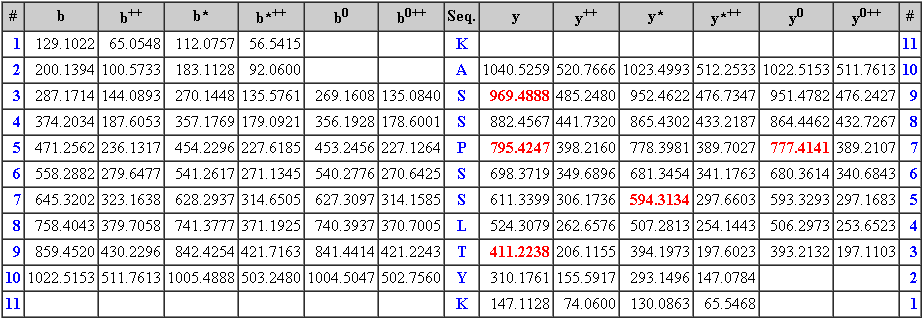 # b b++ b* b*++ b0 b0++ Seq. y y++ y* y*++ y0 y0++ #
1 129.1022 65.0548 112.0757 56.5415 K 11
2 200.1394 100.5733 183.1128 92.0600 A 1040.5259 520.7666 1023.4993 512.2533 1022.5153 511.7613 10
3 287.1714 144.0893 270.1448 135.5761 269.1608 135.0840 S 969.4888 485.2480 952.4622 476.7347 951.4782 476.2427 9
4 374.2034 187.6053 357.1769 179.0921 356.1928 178.6001 S 882.4567 441.7320 865.4302 433.2187 864.4462 432.7267 8
5 471.2562 236.1317 454.2296 227.6185 453.2456 227.1264 P 795.4247 398.2160 778.3981 389.7027 777.4141 389.2107 7
6 558.2882 279.6477 541.2617 271.1345 540.2776 270.6425 S 698.3719 349.6896 681.3454 341.1763 680.3614 340.6843 6
7 645.3202 323.1638 628.2937 314.6505 627.3097 314.1585 S 611.3399 306.1736 594.3134 297.6603 593.3293 297.1683 5
8 758.4043 379.7058 741.3777 371.1925 740.3937 370.7005 L 524.3079 262.6576 507.2813 254.1443 506.2973 253.6523 4
9 859.4520 430.2296 842.4254 421.7163 841.4414 421.2243 T 411.2238 206.1155 394.1973 197.6023 393.2132 197.1103 3
10 1022.5153 511.7613 1005.4888 503.2480 1004.5047 502.7560 Y 310.1761 155.5917 293.1496 147.0784 2
11 K 147.1128 74.0600 130.0863 65.5468 1